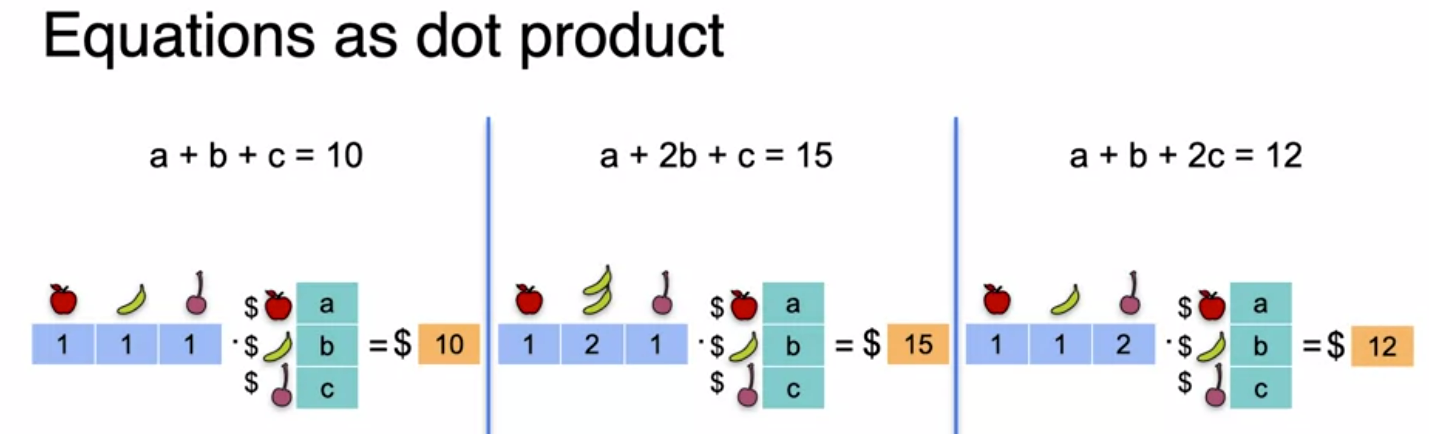 Equations as dot product
a + b + c = 10
1 1 1 · $ a $ b $ c = $ 10
a + 2b + c = 15
1 2 1 · $ a $ b $ c = $ 15
a + b + 2c = 12
1 1 2 · $ a $ b $ c = $ 12